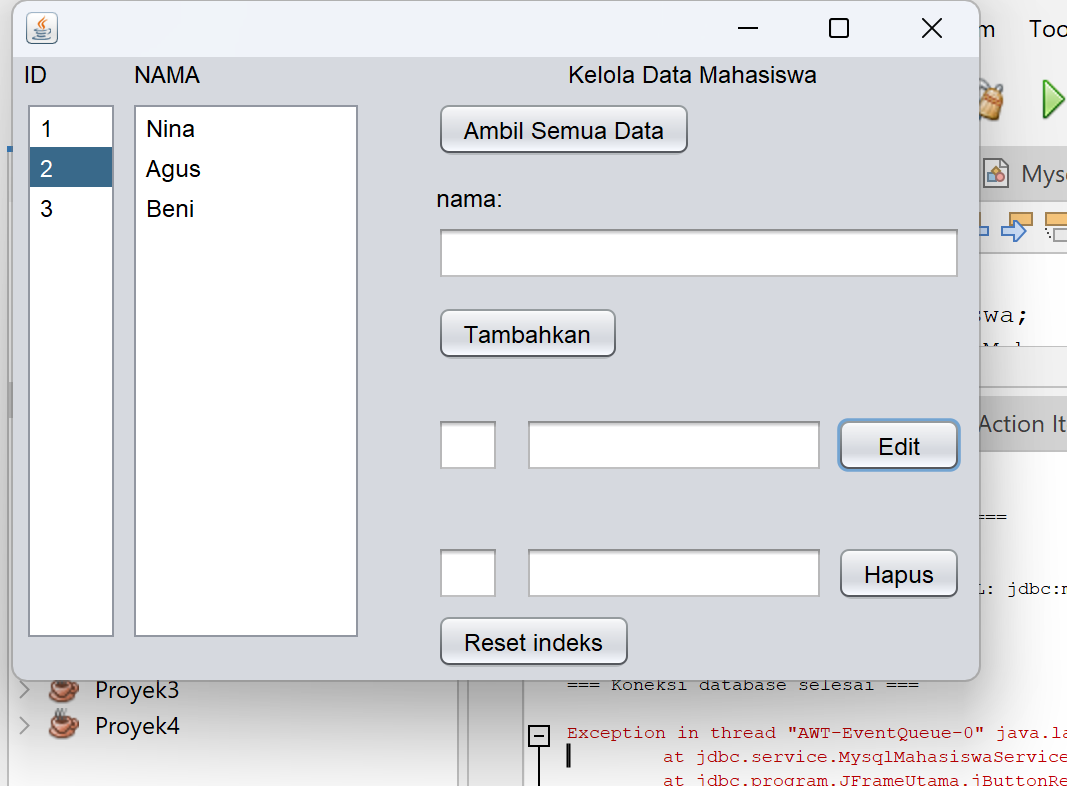 ID
NAMA
Kelola Data Mahasiswa
1
2
3
Nina
Agus
Beni
Ambil Semua Data
nama:
Tambahkan
Edit
Hapus
Reset indeks
m
Too
Mys
swa;
Action It
===
L: jdbc:m
=== Koneksi database selesai ===
Exception in thread "AWT-EventQueue-0" java.la
at jdbc.service.MysqlMahasiswaService
at jdbc.program.JFrameUtama.jButtonRe
Proyek3
Proyek4